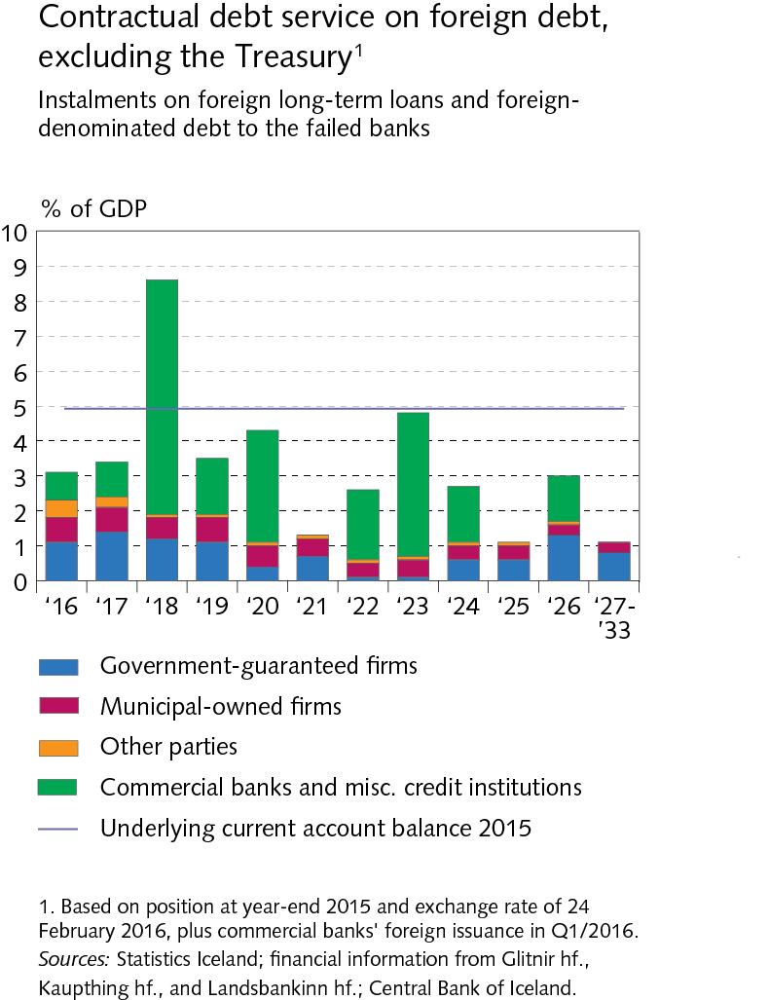 Contractual debt service on foreign debt,
excluding the Treasury¹
Instalments on foreign long-term loans and foreign-
denominated debt to the failed banks
% of GDP
10
9
8
7
6
5
4
3
2
1
0
‘16 ‘17 ‘18 ‘19 ‘20 ‘21 ‘22 ‘23 ‘24 ‘25 ‘26 ‘27-
’33
Government-guaranteed firms
Municipal-owned firms
Other parties
Commercial banks and misc. credit institutions
Underlying current account balance 2015
1. Based on position at year-end 2015 and exchange rate of 24
February 2016, plus commercial banks' foreign issuance in Q1/2016.
Sources: Statistics Iceland; financial information from Glitnir hf.,
Kaupthing hf., and Landsbankinn hf.; Central Bank of Iceland.